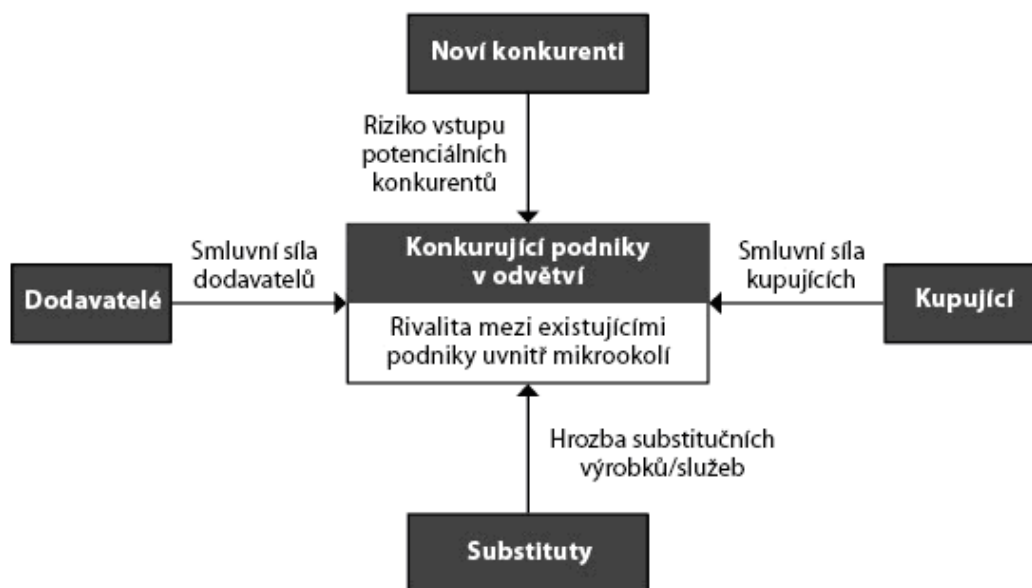 Noví konkurenti
Riziko vstupu
potenciálních
konkurentů
Smluvní síla
dodavatelů
Dodavatelé
Konkurující podniky
v odvětví
Rivalita mezi existujícími
podniky uvnitř mikrookolí
Smluvní síla
kupujících
Kupující
Hrozba substitučních
výrobků/služeb
Substituty